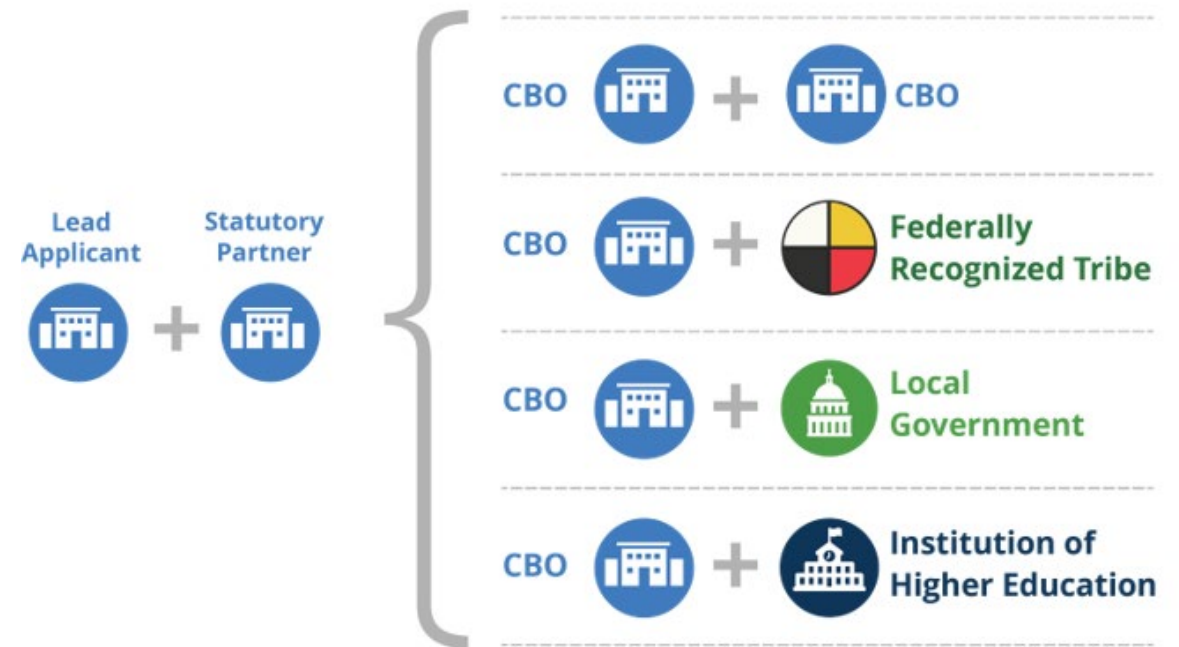 Lead
Applicant
Statutory
Partner
CBO
CBO
CBO
Federally
Recognized Tribe
CBO
Local
Government
CBO
Institution of
Higher Education